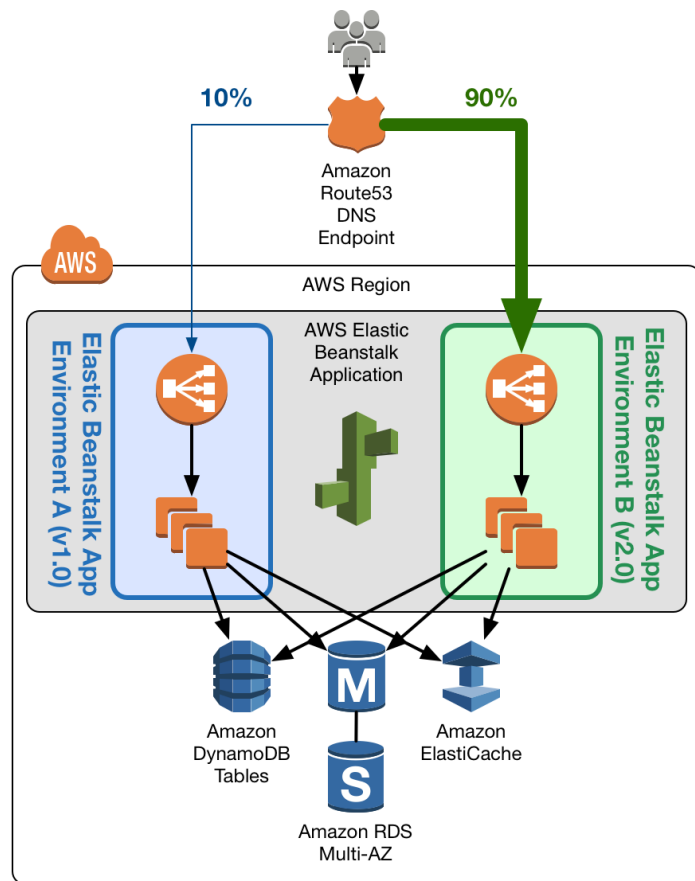 10%
90%
Amazon
Route53
DNS
Endpoint
AWS
AWS Region
Elastic Beanstalk App
Environment A (v1.0)
AWS Elastic
Beanstalk
Application
Elastic Beanstalk App
Environment B (v2.0)
Amazon
DynamoDB
Tables
M
S
Amazon RDS
Multi-AZ
Amazon
ElastiCache